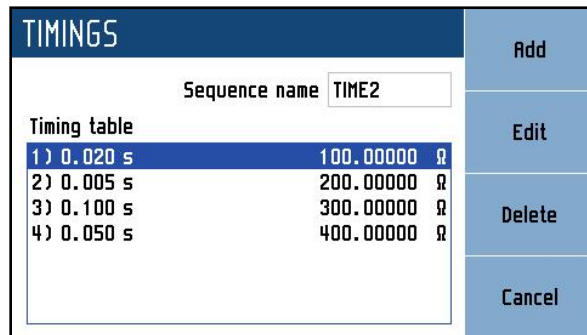 TIMINGS
Sequence name TIME2
Timing table
1) 0.020 s 100.00000 Ω
2) 0.005 s 200.00000 Ω
3) 0.100 s 300.00000 Ω
4) 0.050 s 400.00000 Ω
Add
Edit
Delete
Cancel